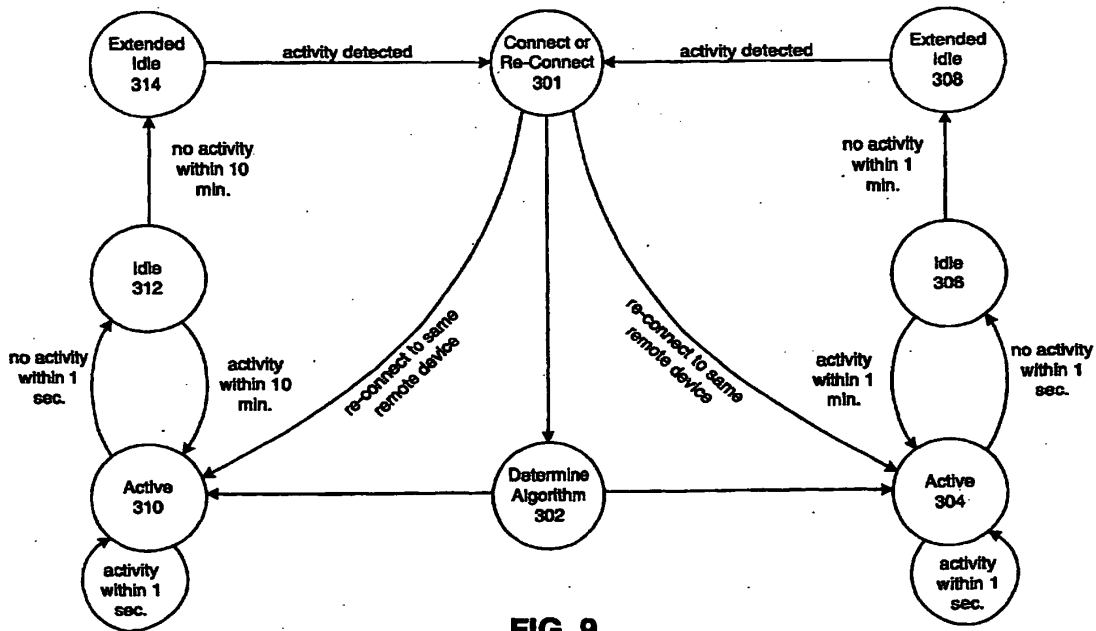 Extended
Idle
314
activity detected
Connect or
Re-Connect
301
activity detected
Extended
Idle
308
no activity
within 10
min.
no activity
within 1
min.
Idle
312
Idle
306
no activity
within 1
sec.
activity
within 10
min.
re-connect to same
remote device
re-connect to same
remote device
activity
within 1
min.
no activity
within 1
sec.
Active
310
Determine
Algorithm
302
Active
304
activity
within 1
sec.
activity
within 1
sec.
FIG. 9